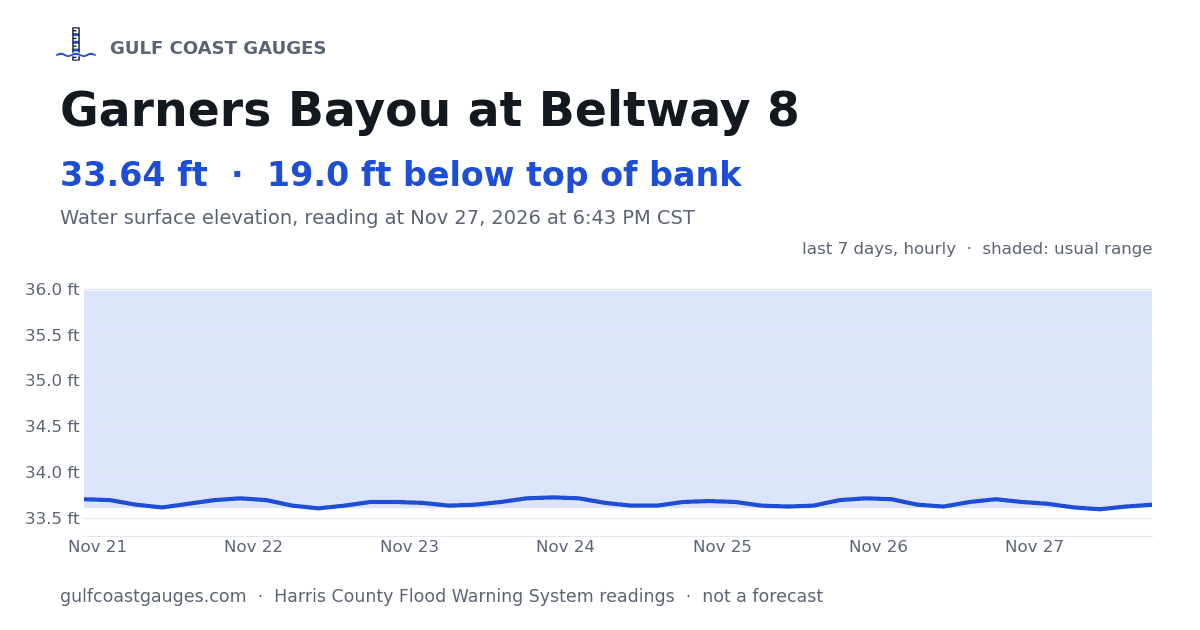 GULF COAST GAUGES
Garners Bayou at Beltway 8
33.64 ft · 19.0 ft below top of bank
Water surface elevation, reading at Nov 27, 2026 at 6:43 PM CST
last 7 days, hourly · shaded: usual range
36.0 ft
35.5 ft
35.0 ft
34.5 ft
34.0 ft
33.5 ft
Nov 21 Nov 22 Nov 23 Nov 24 Nov 25 Nov 26 Nov 27
gulfcoastgauges.com · Harris County Flood Warning System readings · not a forecast